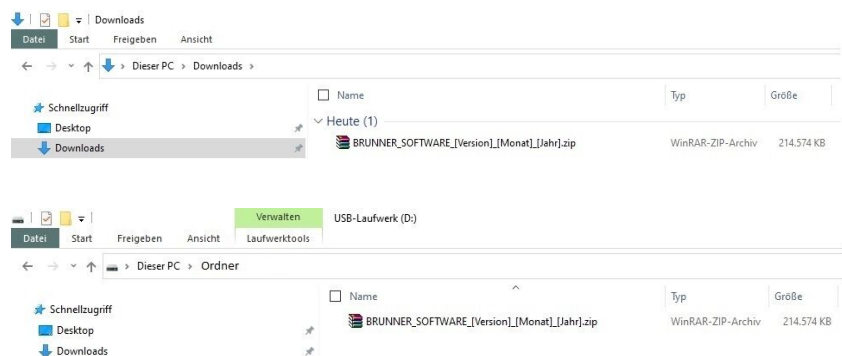 Downloads
Datei Start Freigeben Ansicht
Dieser PC > Downloads >
Name Typ Größe
Schnellzugriff
Heute (1)
Desktop
BRUNNER_SOFTWARE_[Version]_[Monat]_[Jahr].zip WinRAR-ZIP-Archiv 214.574 KB
Downloads
Verwalten USB-Laufwerk (D:)
Datei Start Freigeben Ansicht Laufwerktools
Dieser PC > Ordner
Name Typ Größe
Schnellzugriff
BRUNNER_SOFTWARE_[Version]_[Monat]_[Jahr].zip WinRAR-ZIP-Archiv 214.574 KB
Desktop
Downloads